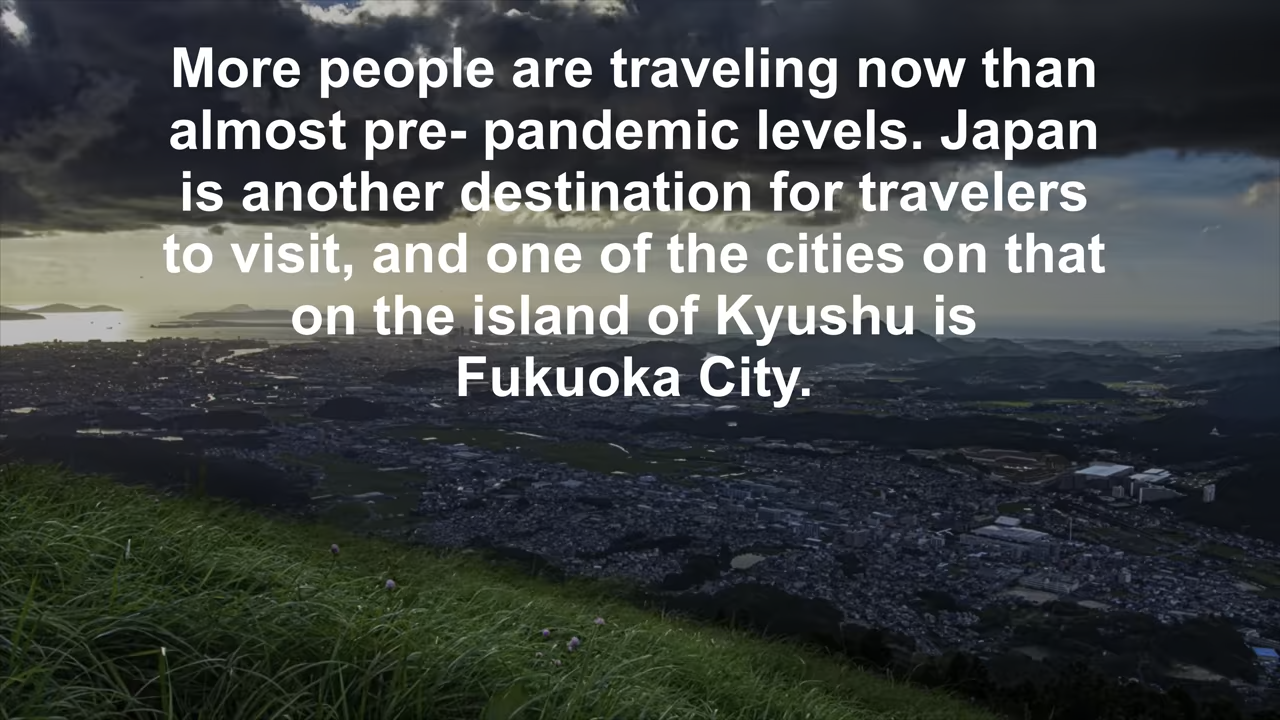 More people are traveling now than
almost pre- pandemic levels. Japan
is another destination for travelers
to visit, and one of the cities on that
on the island of Kyushu is
Fukuoka City.